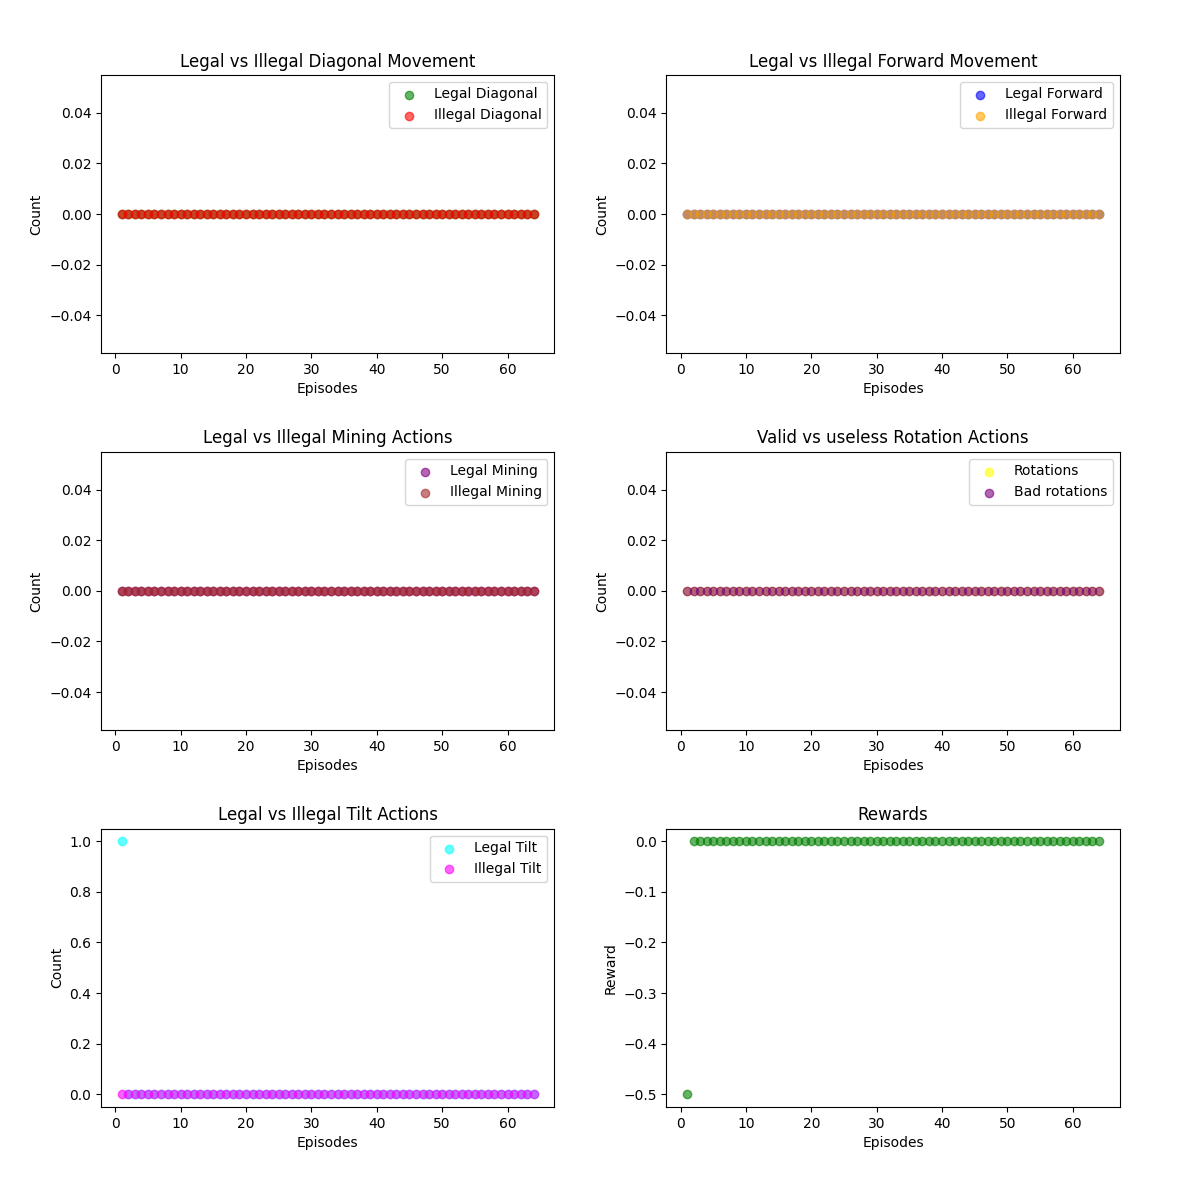 Legal vs Illegal Diagonal Movement
Legal Diagonal
Illegal Diagonal
0.04
0.02
0.00
−0.02
−0.04
Count
0 10 20 30 40 50 60
Episodes
Legal vs Illegal Forward Movement
Legal Forward
Illegal Forward
0.04
0.02
0.00
−0.02
−0.04
Count
0 10 20 30 40 50 60
Episodes
Legal vs Illegal Mining Actions
Legal Mining
Illegal Mining
0.04
0.02
0.00
−0.02
−0.04
Count
0 10 20 30 40 50 60
Episodes
Valid vs useless Rotation Actions
Rotations
Bad rotations
0.04
0.02
0.00
−0.02
−0.04
Count
0 10 20 30 40 50 60
Episodes
Legal vs Illegal Tilt Actions
Legal Tilt
Illegal Tilt
1.0
0.8
0.6
0.4
0.2
0.0
Count
0 10 20 30 40 50 60
Episodes
Rewards
0.0
−0.1
−0.2
−0.3
−0.4
−0.5
Reward
0 10 20 30 40 50 60
Episodes